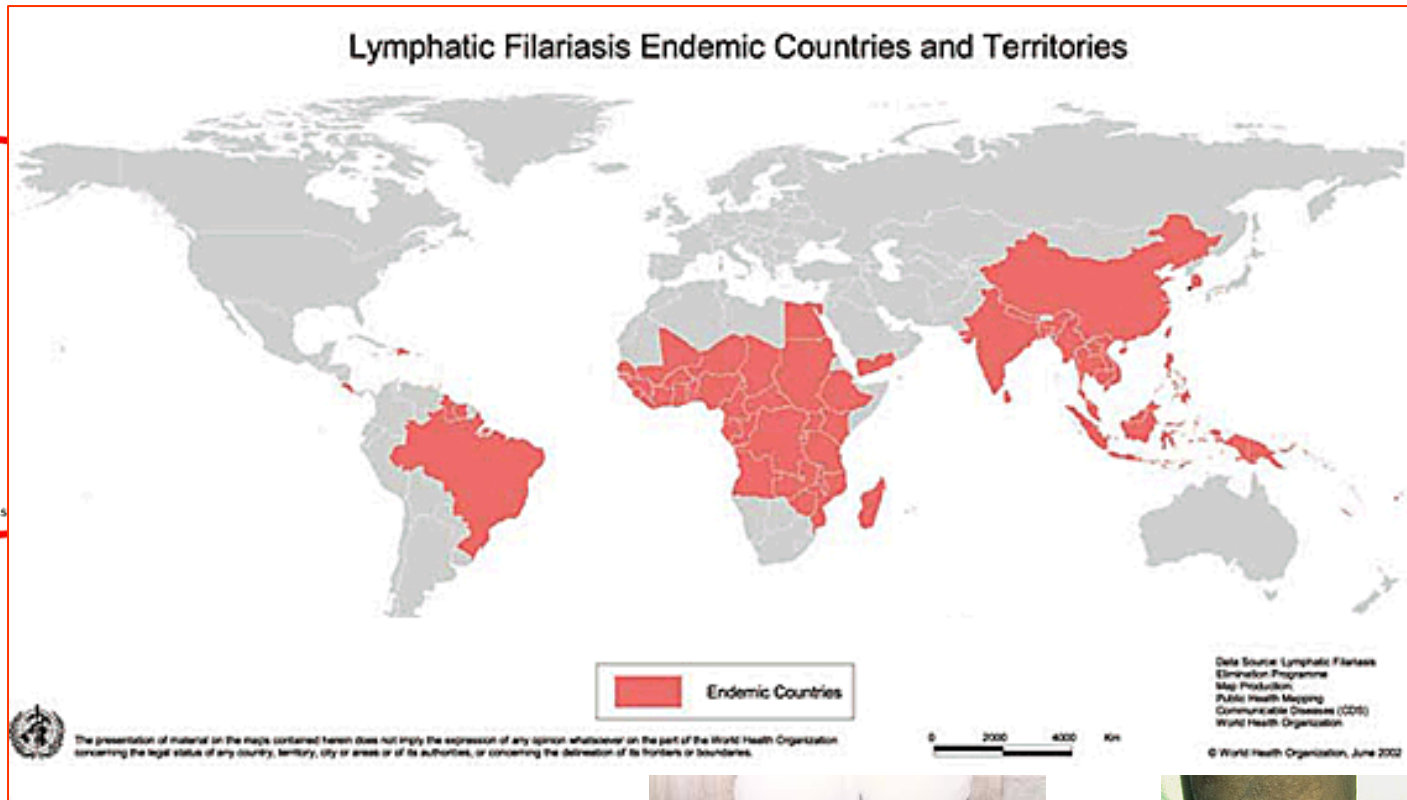 Lymphatic Filariasis Endemic Countries and Territories
s
Endemic Countries
Data Source: Lymphatic Filariasis
Elimination Programme
Map Production:
Public Health Mapping
Communicable Diseases (CDS)
World Health Organization
The presentation of material on the maps contained herein does not imply the expression of any opinion whatsoever on the part of the World Health Organization
concerning the legal status of any country, territory, city or areas or of its authorities, or concerning the delineation of its frontiers or boundaries.
0 2000 4000 Km
© World Health Organization, June 2002